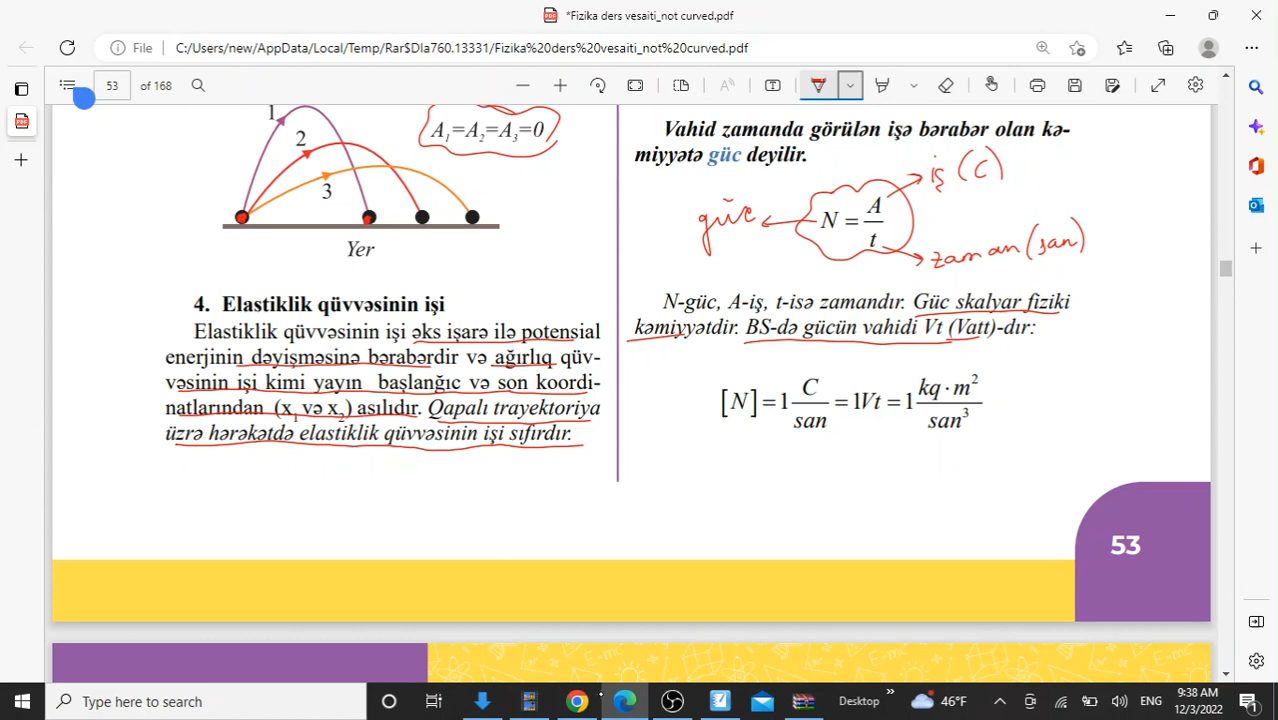 *Fizika ders vesaiti_not curved.pdf
File
C:/Users/new/AppData/Local/Temp/Rar$DIa760.13331/Fizika%20ders%20vesaiti_not%20curved.pdf
53 of 168
1
2
3
A₁=A₂=A₃=0
Yer
4. Elastiklik qüvvəsinin işi
Elastiklik qüvvəsinin işi əks işarə ilə potensial
enerjinin dəyişməsinə bərabərdir və ağırlıq qüv-
vəsinin işi kimi yayın başlanğıc və son koordi-
natlarından (x₁ və x₂) asılıdır. Qapalı trayektoriya
üzrə hərəkətdə elastiklik qüvvəsinin işi sıfırdır.
Vahid zamanda görülən işə bərabər olan kə-
miyyətə güc deyilir.
iş (C)
güc
N = A/t
zaman (san)
N-güc, A-iş, t-isə zamandır. Güc skalyar fiziki
kəmiyyətdir. BS-də gücün vahidi Vt (Vatt)-dır:
[N] = 1 C/san = 1Vt = 1 kq · m²/san³
53
E=mc²
Type here to search
Desktop
46°F
ENG
9:38 AM
12/3/2022
1